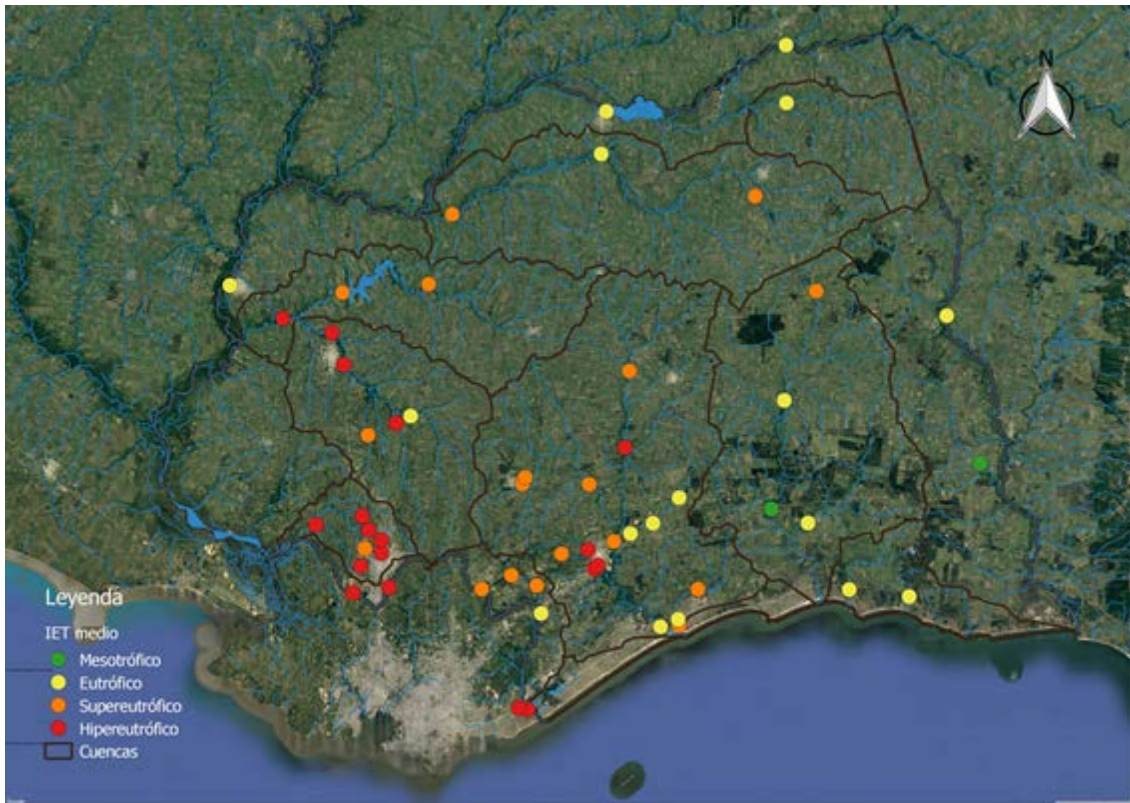 N
Leyenda
IET medio
Mesotrófico
Eutrófico
Supereutrófico
Hipereutrófico
Cuencas